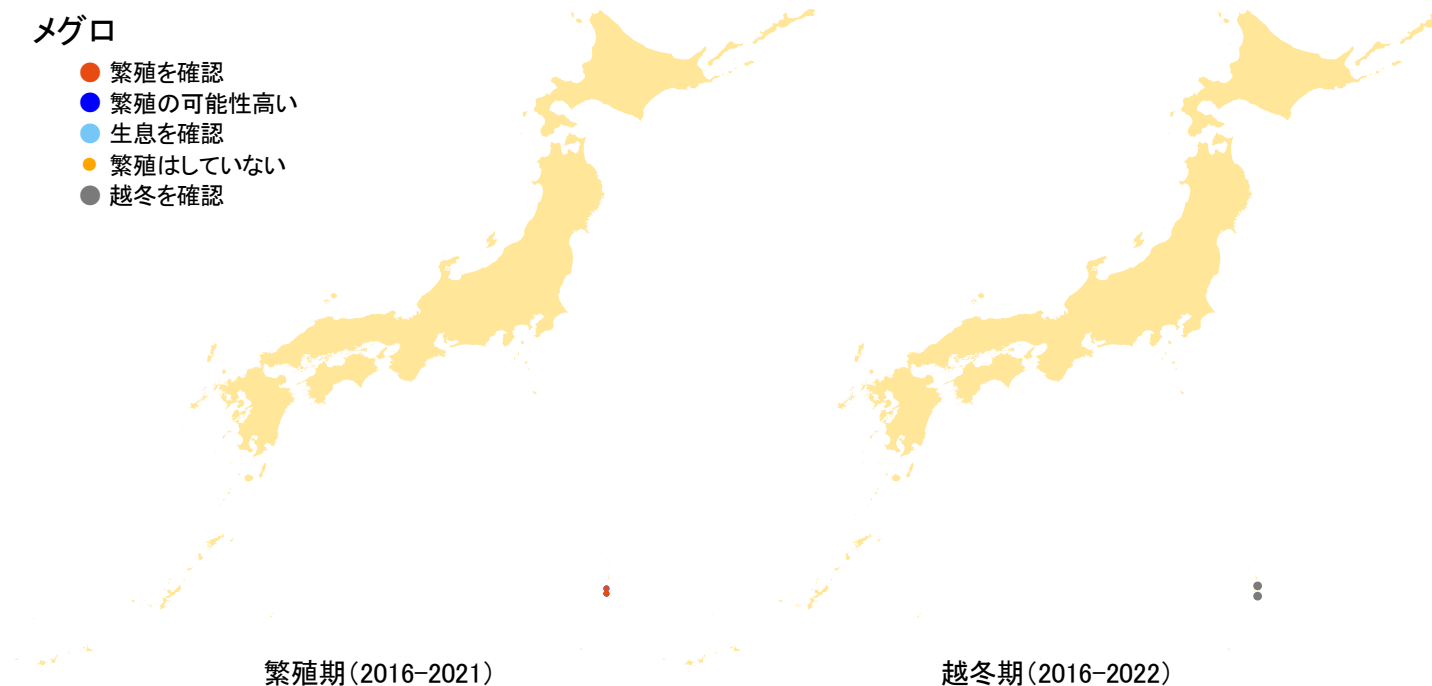 メグロ
繁殖を確認
繁殖の可能性高い
生息を確認
繁殖はしていない
越冬を確認
繁殖期(2016-2021)
越冬期(2016-2022)